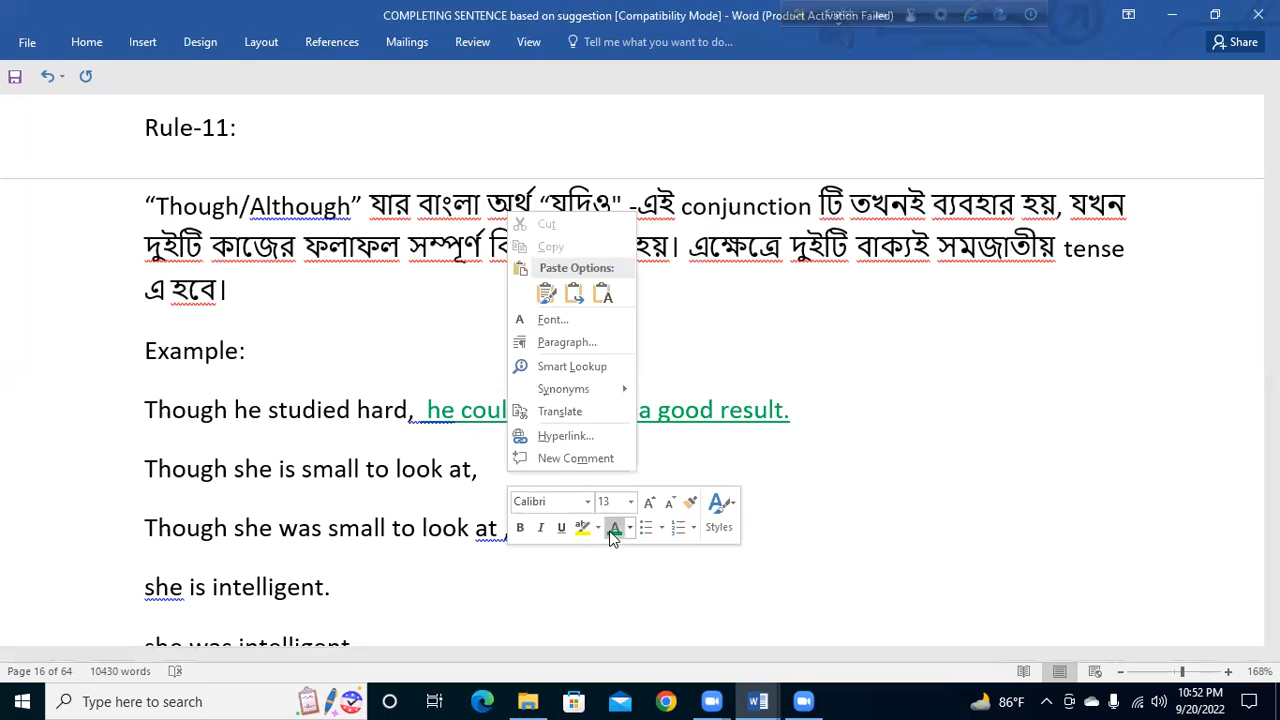 COMPLETING SENTENCE based on suggestion [Compatibility Mode] - Word (Product Activation Failed)
English
File Home Insert Design Layout References Mailings Review View Tell me what you want to do... Share
Rule-11:
“Though/Although” যার বাংলা অর্থ “যদিও" -এই conjunction টি তখনই ব্যবহার হয়, যখন
দুইটি কাজের ফলাফল সম্পূর্ণ হয়। এক্ষেত্রে দুইটি বাক্যই সমজাতীয় tense
এ হবে।
Cut
Copy
Paste Options:
Font...
Paragraph...
Smart Lookup
Synonyms
Translate
Hyperlink...
New Comment
Example:
Though he studied hard, he a good result.
Though she is small to look at,
Though she was small to look at ,
she is intelligent.
she was intelligent
Calibri 13
B I U aby A Styles
Page 16 of 64 10430 words 168%
Type here to search 86°F 10:52 PM
9/20/2022